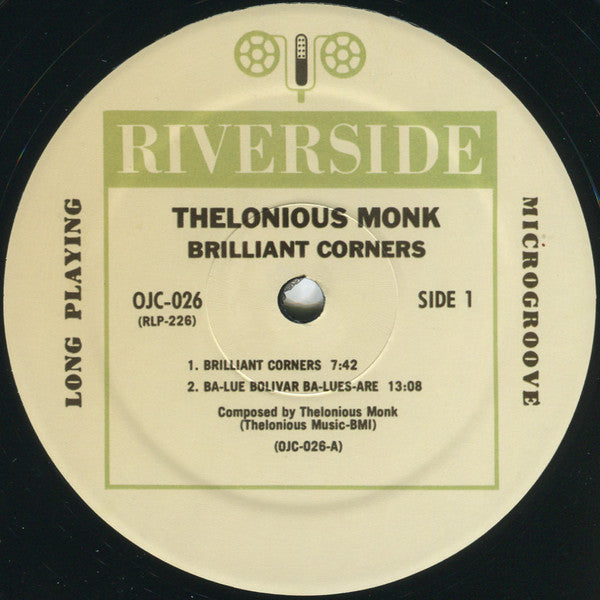 RIVERSIDE
THELONIOUS MONK
BRILLIANT CORNERS
LONG PLAYING
MICROGROOVE
OJC-026
(RLP-226)
SIDE 1
1. BRILLIANT CORNERS 7:42
2. BA-LUE BOLIVAR BA-LUES-ARE 13:08
Composed by Thelonious Monk
(Thelonious Music-BMI)
(OJC-026-A)